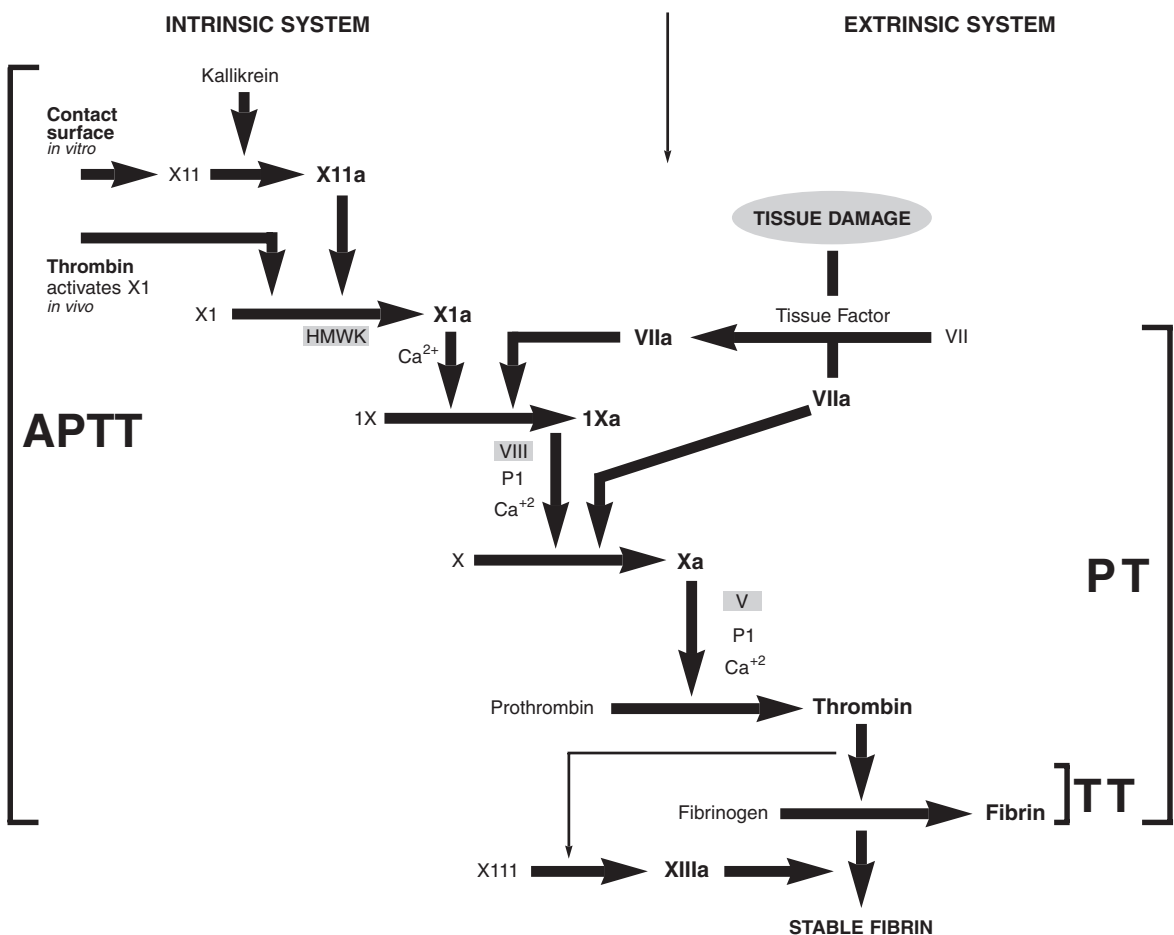 INTRINSIC SYSTEM
EXTRINSIC SYSTEM
Kallikrein
Contact
surface
in vitro
X11
X11a
TISSUE DAMAGE
Thrombin
activates X1
in vivo
X1
X1a
HMWK
Tissue Factor
VIIa
VII
Ca2+
VIIa
1X
1Xa
APTT
VIII
P1
Ca+2
X
Xa
PT
V
P1
Ca+2
Prothrombin
Thrombin
Fibrinogen
Fibrin
TT
X111
XIIIa
STABLE FIBRIN